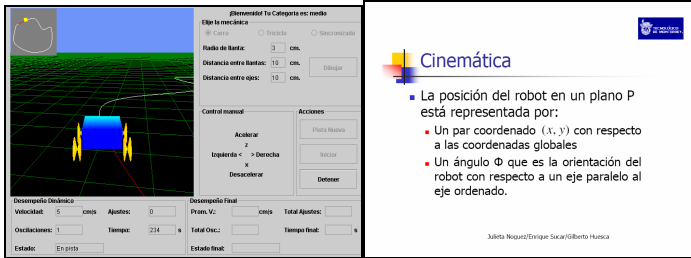 ¡Bienvenido! Tu Categoria es: medio
Elije la mecánica
Carro Triciclo Sincronizado
Radio de llanta: 3 cm.
Distancia entre llantas: 10 cm.
Distancia entre ejes: 10 cm.
Dibujar
Control manual
Acelerar
z
Izquierda < > Derecha
x
Desacelerar
Acciones
Pista Nueva
Iniciar
Detener
Desempeño Dinámico
Velocidad: 5 cm/s Ajustes: 0
Oscilaciones: 1 Tiempo: 234 s
Estado: En pista
Desempeño Final
Prom. V.: cm/s Total Ajustes:
Total Osc.: Tiempo final: s
Estado final:
TECNOLÓGICO
DE MONTERREY.
Cinemática
La posición del robot en un plano P
está representada por:
Un par coordenado (x, y) con respecto
a las coordenadas globales
Un ángulo Φ que es la orientación del
robot con respecto a un eje paralelo al
eje ordenado.
Julieta Noguez/Enrique Sucar/Gilberto Huesca